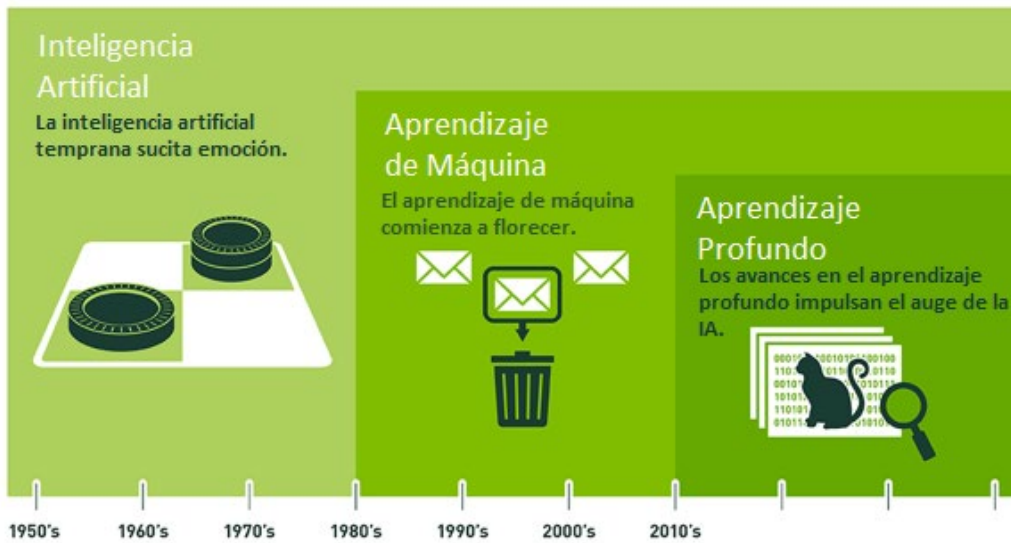 Inteligencia
Artificial
La inteligencia artificial
temprana sucita emoción.
Aprendizaje
de Máquina
El aprendizaje de máquina
comienza a florecer.
Aprendizaje
Profundo
Los avances en el aprendizaje
profundo impulsan el auge de la
IA.
1950's 1960's 1970's 1980's 1990's 2000's 2010's